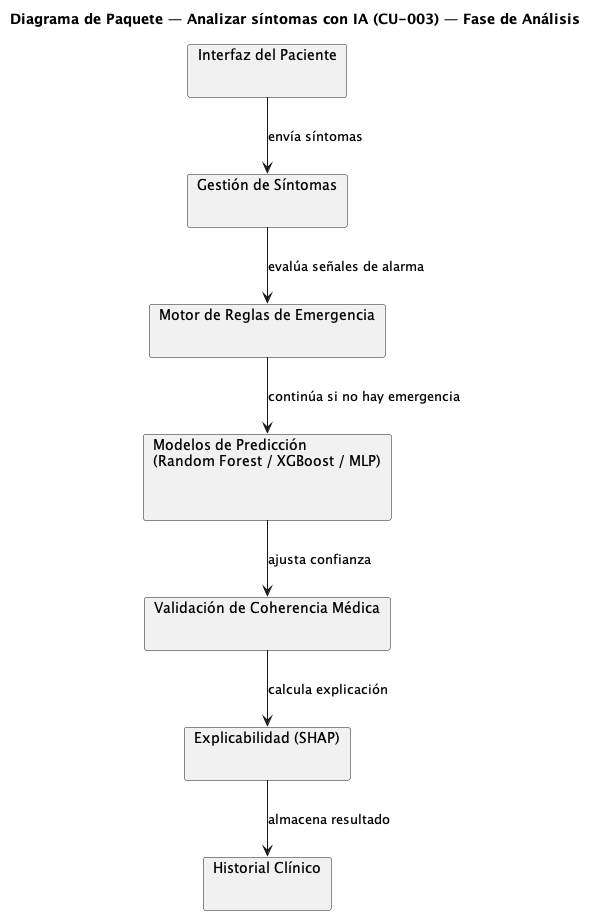 Diagrama de Paquete — Analizar síntomas con IA (CU-003) — Fase de Análisis
Interfaz del Paciente
envía síntomas
Gestión de Síntomas
evalúa señales de alarma
Motor de Reglas de Emergencia
continúa si no hay emergencia
Modelos de Predicción
(Random Forest / XGBoost / MLP)
ajusta confianza
Validación de Coherencia Médica
calcula explicación
Explicabilidad (SHAP)
almacena resultado
Historial Clínico